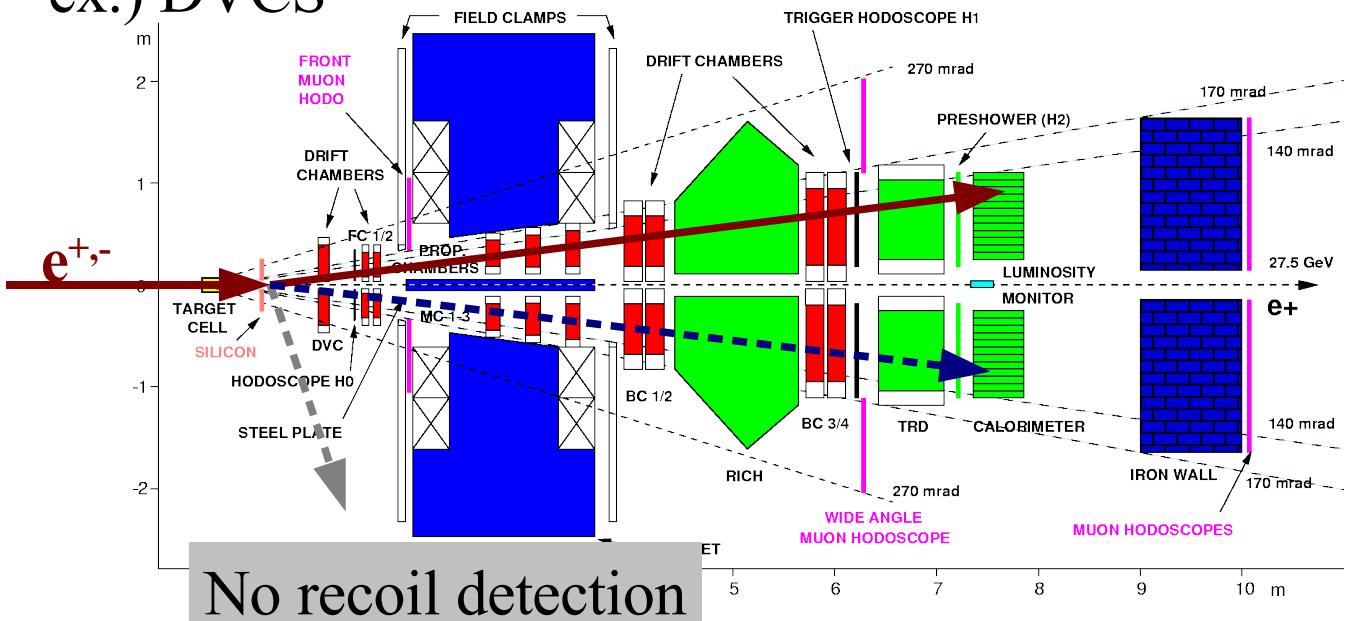 ex.) DVCS
m
2
1
0
-1
-2
FIELD CLAMPS
TRIGGER HODOSCOPE H1
FRONT
MUON
HODO
DRIFT CHAMBERS
270 mrad
170 mrad
PRESHOWER (H2)
140 mrad
DRIFT
CHAMBERS
FC 1/2
PROP.
CHAMBERS
e+,-
27.5 GeV
LUMINOSITY
MONITOR
e+
TARGET
CELL
SILICON
DVC
MC 1-3
HODOSCOPE H0
STEEL PLATE
BC 1/2
BC 3/4
TRD
CALORIMETER
140 mrad
RICH
270 mrad
IRON WALL
170 mrad
WIDE ANGLE
MUON HODOSCOPE
MUON HODOSCOPES
No recoil detection
5
6
7
8
9
10
m